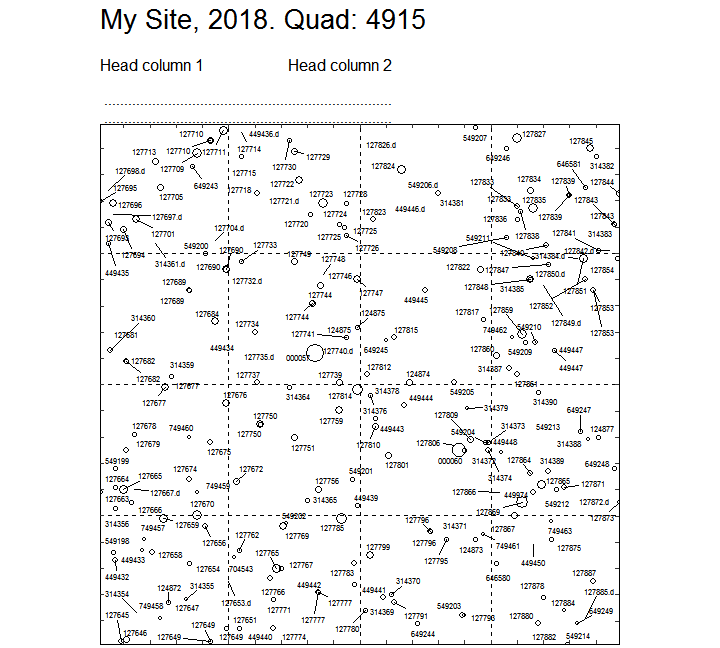 My Site, 2018. Quad: 4915
Head column 1 Head column 2
127710 449436.d 549207 127827
127713 127710 127711 127714 127826.d 127845
127730 127729 649246
127709 127715 127824 646581 314382
127698.d 649243 127722 549206.d 127833 127834 127839 127844
127695 127705 127718 127723 127728
127696 127721.d 314381 127833 127835 127843
127697.d 127724 127823 449446.d 127836 127839 127843
127701 127704.d 127720 127725 127725
127693 549211 127838 127841 314383
127694 549200 127690 127733 127726 549208 127840 127842.d
449435 314361.d 127690 127749 127748 127822 127847 314384.d 127854
127689 127732.d 127746 127848 127850.d
127689 127744 127747 449445 314385 127851
314360 127684 127744 124875 127817 127859 127852 127853
127681 127734 127741 124875 127815 749462 549210 127849.d 127853
449434 127740.d 649245 127860 549209 449447
127682 314359 127735.d 000057 127812 314387 449447
127682 127677 127737 127739 124874 127861
127677 127676 314364 127814 314378 449444 549205 314390
127678 749460 127750 127759 314376 127809 314379 649247
127679 127750 449443 549204 314373 549213 124877
127675 127751 127810 127806 449448 314388
549199 127672 549201 127801 000060 127864 314389 649248
127664 127665 127674 314374 127865 127871
127667.d 749459 127756 127866 449974
127663 127670 314365 449439 549212 127872.d
127666 549202 127869 127873
314356 749457 127659 127785 127796 314371 127867 749463
549198 127656 127762 127769 127796 124873 749461 127875
449433 127658 127765 127799 127795 449450
449432 127654 704543 127767 127783 646580 127887
314354 124872 314355 127766 449442 449441 314370 127878 127885.d
749458 127647 127653.d 127771 127777 314369 549203 127884 649249
127645 127651 127777 127791 127793 127880
127646 127649 127649 449440 127774 127780 649244 127882 549214